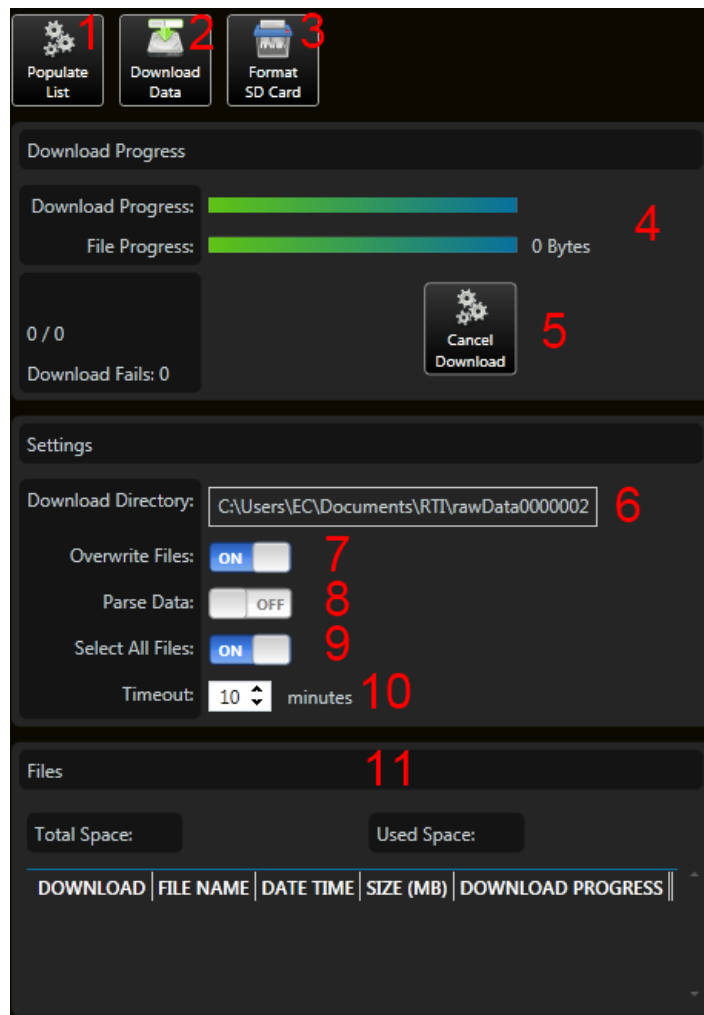 1
2
3
Populate
List
Download
Data
Format
SD Card
Download Progress
Download Progress:
4
File Progress:
0 Bytes
0 / 0
Cancel
Download
5
Download Fails: 0
Settings
Download Directory:
C:\Users\EC\Documents\RTI\rawData0000002
6
Overwrite Files:
ON
7
Parse Data:
OFF
8
Select All Files:
ON
9
Timeout:
10
minutes
10
Files
11
Total Space:
Used Space:
DOWNLOAD FILE NAME DATE TIME SIZE (MB) DOWNLOAD PROGRESS